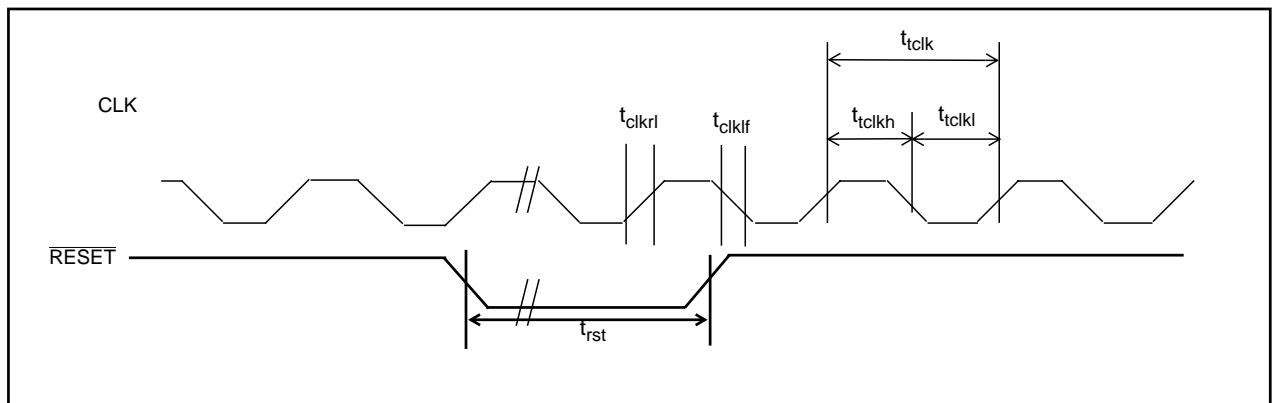 t_tclk
CLK
t_clkrl
t_clklf
t_tclkh
t_tclkl
RESET
t_rst